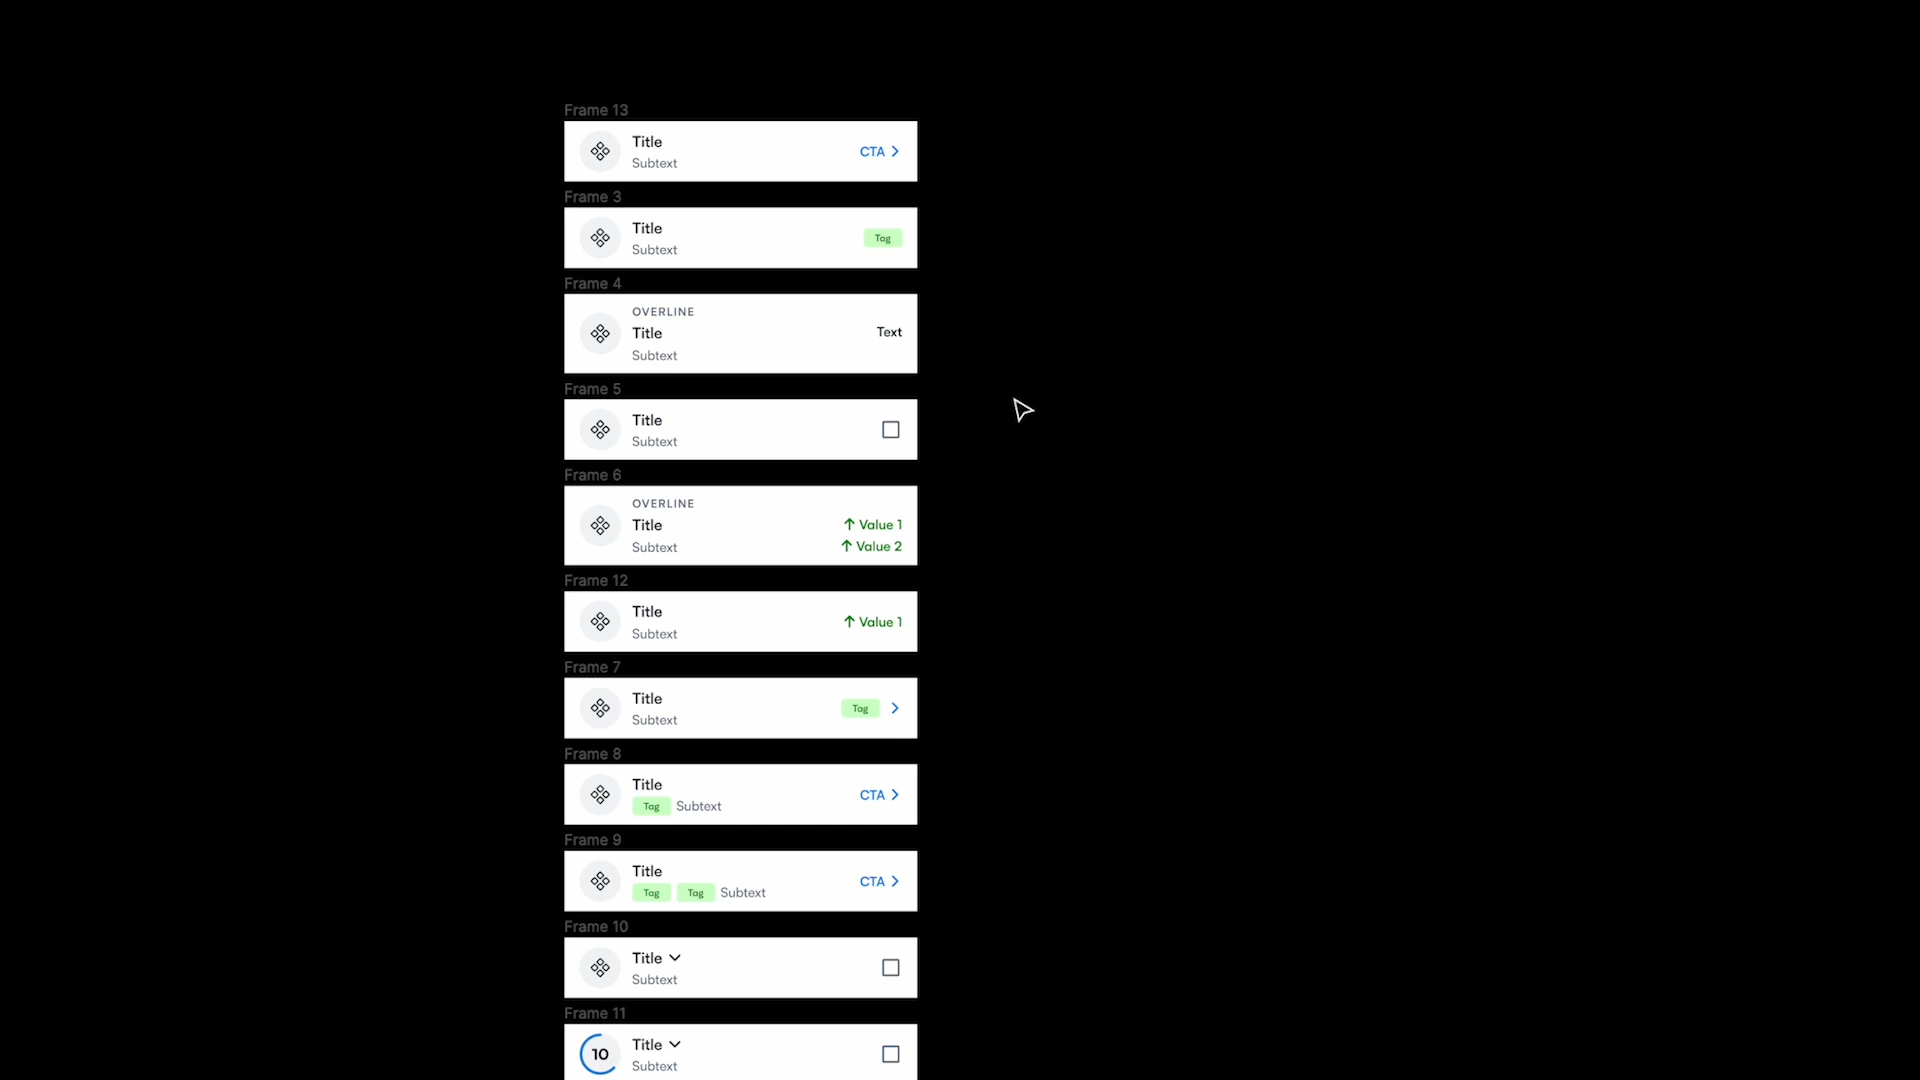 Frame 13
Title
Subtext
CTA
Frame 3
Title
Subtext
Tag
Frame 4
OVERLINE
Title
Subtext
Text
Frame 5
Title
Subtext
Frame 6
OVERLINE
Title
Subtext
Value 1
Value 2
Frame 12
Title
Subtext
Value 1
Frame 7
Title
Subtext
Tag
Frame 8
Title
Tag Subtext
CTA
Frame 9
Title
Tag Tag Subtext
CTA
Frame 10
Title
Subtext
Frame 11
10
Title
Subtext